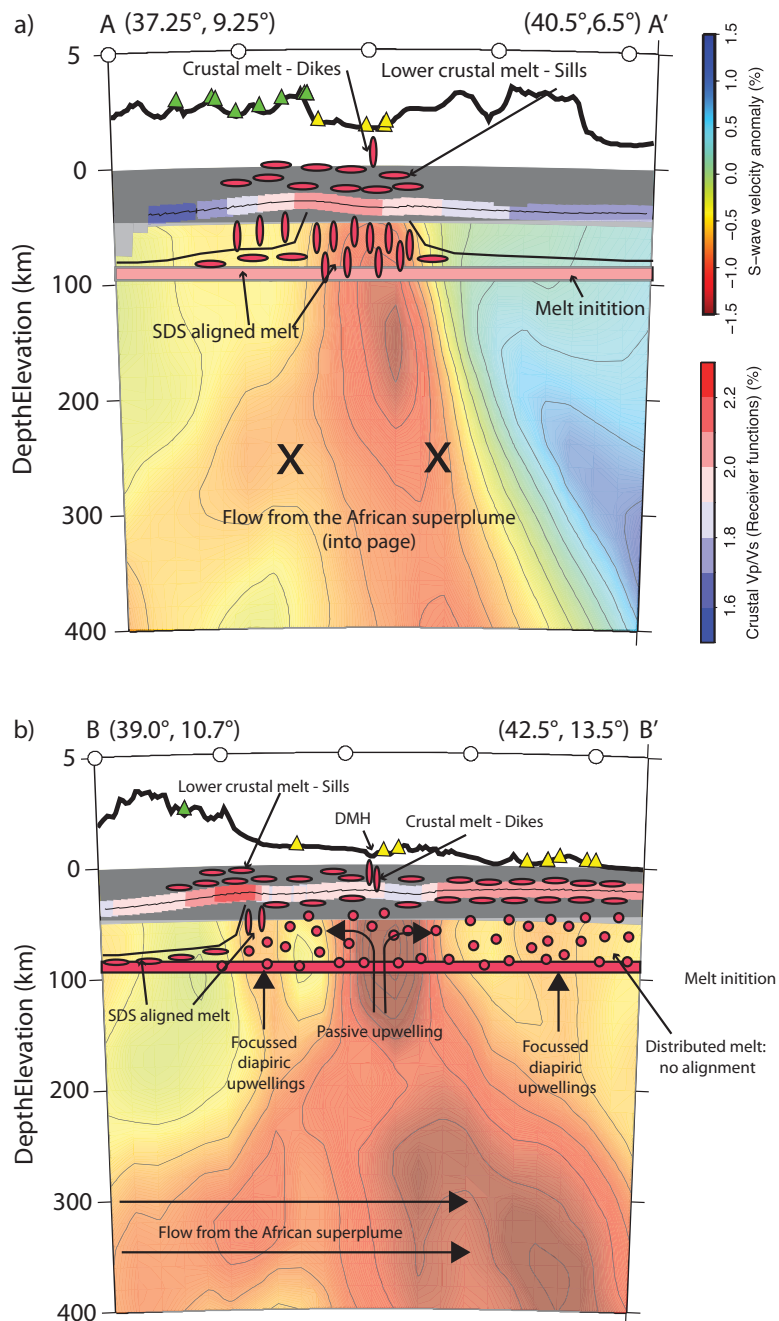 a)
A (37.25°, 9.25°)
(40.5°,6.5°) A'
5
Crustal melt - Dikes
Lower crustal melt - Sills
0
100
SDS aligned melt
Melt initition
200
X X
300
Flow from the African superplume
(into page)
400
DepthElevation (km)
1.5
1.0
0.5
0.0
−0.5
−1.0
−1.5
S−wave velocity anomaly (%)
2.2
2.0
1.8
1.6
Crustal Vp/Vs (Receiver functions) (%)
b)
B (39.0°, 10.7°)
(42.5°, 13.5°) B'
5
Lower crustal melt - Sills
DMH
Crustal melt - Dikes
0
100
Melt initition
SDS aligned melt
Passive upwelling
Focussed
diapiric
upwellings
Focussed
diapiric
upwellings
Distributed melt:
no alignment
200
300
Flow from the African superplume
400
DepthElevation (km)